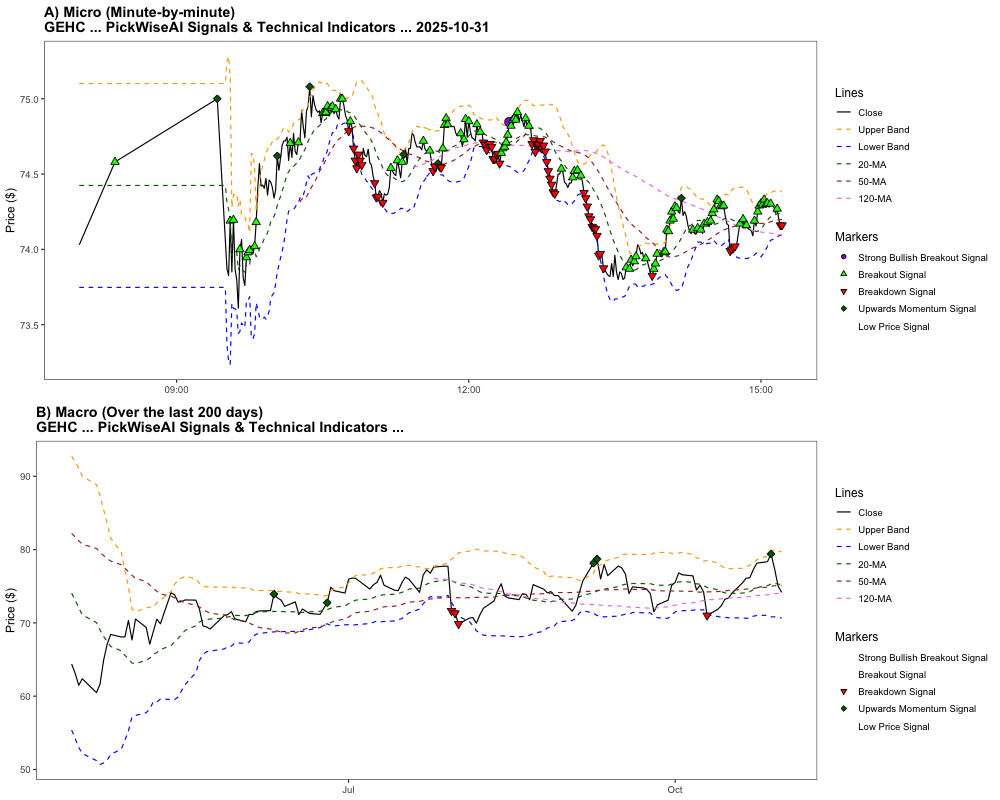 A) Micro (Minute-by-minute)
GEHC ... PickWiseAI Signals & Technical Indicators ... 2025-10-31
Price ($)
75.0
74.5
74.0
73.5
09:00
12:00
15:00
Lines
Close
Upper Band
Lower Band
20-MA
50-MA
120-MA
Markers
Strong Bullish Breakout Signal
Breakout Signal
Breakdown Signal
Upwards Momentum Signal
Low Price Signal
B) Macro (Over the last 200 days)
GEHC ... PickWiseAI Signals & Technical Indicators ...
Price ($)
90
80
70
60
50
Jul
Oct
Lines
Close
Upper Band
Lower Band
20-MA
50-MA
120-MA
Markers
Strong Bullish Breakout Signal
Breakout Signal
Breakdown Signal
Upwards Momentum Signal
Low Price Signal